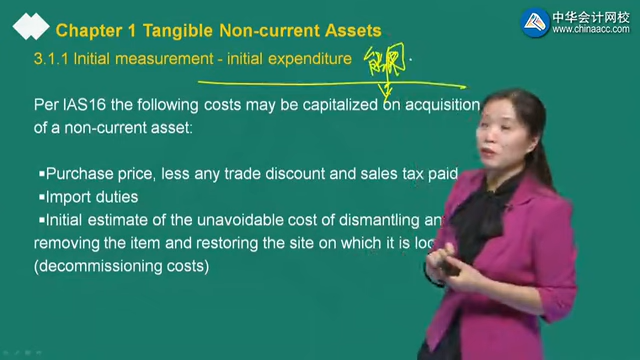 中华会计网校
www.chinaacc.com
Chapter 1 Tangible Non-current Assets
3.1.1 Initial measurement - initial expenditure
Per IAS16 the following costs may be capitalized on acquisition
of a non-current asset:
▪Purchase price, less any trade discount and sales tax paid
▪Import duties
▪Initial estimate of the unavoidable cost of dismantling an
removing the item and restoring the site on which it is lo
(decommissioning costs)